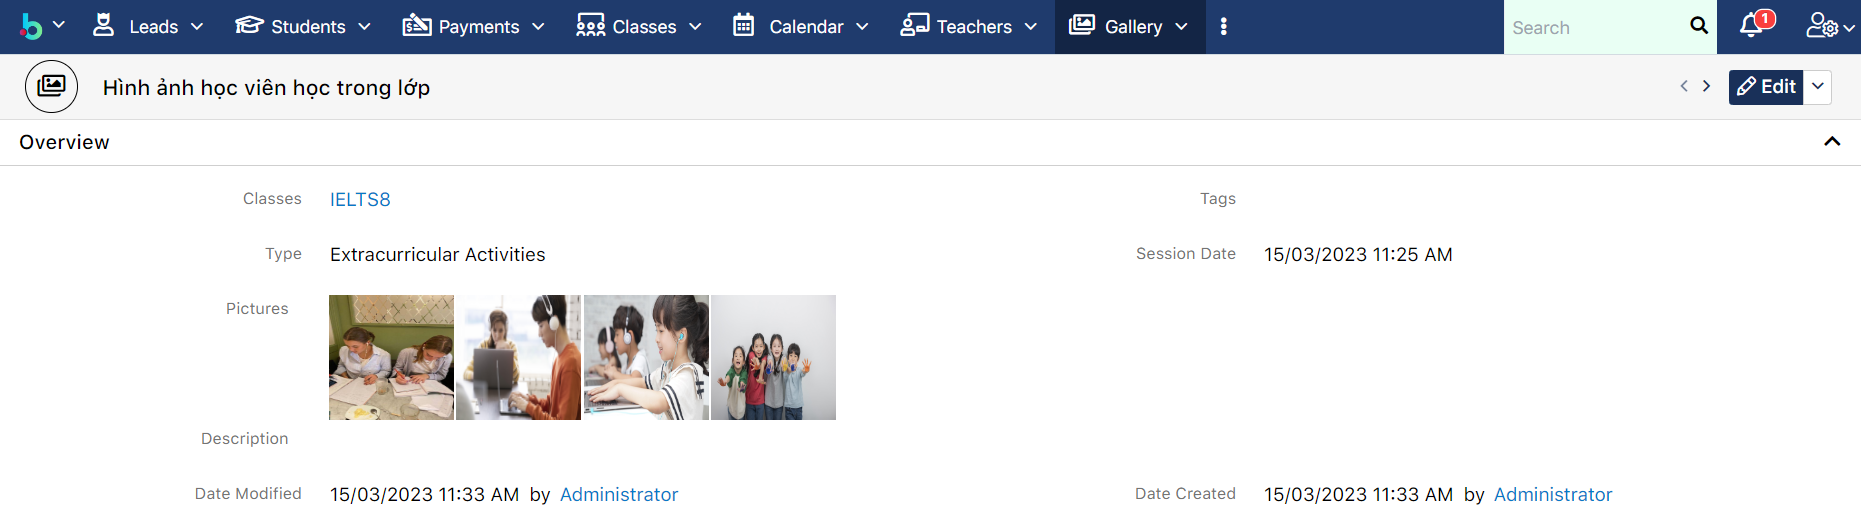 Leads Students Payments Classes Calendar Teachers Gallery Search 1
Hình ảnh học viên học trong lớp Edit
Overview
Classes IELTS8 Tags
Type Extracurricular Activities Session Date 15/03/2023 11:25 AM
Pictures
Description
Date Modified 15/03/2023 11:33 AM by Administrator Date Created 15/03/2023 11:33 AM by Administrator